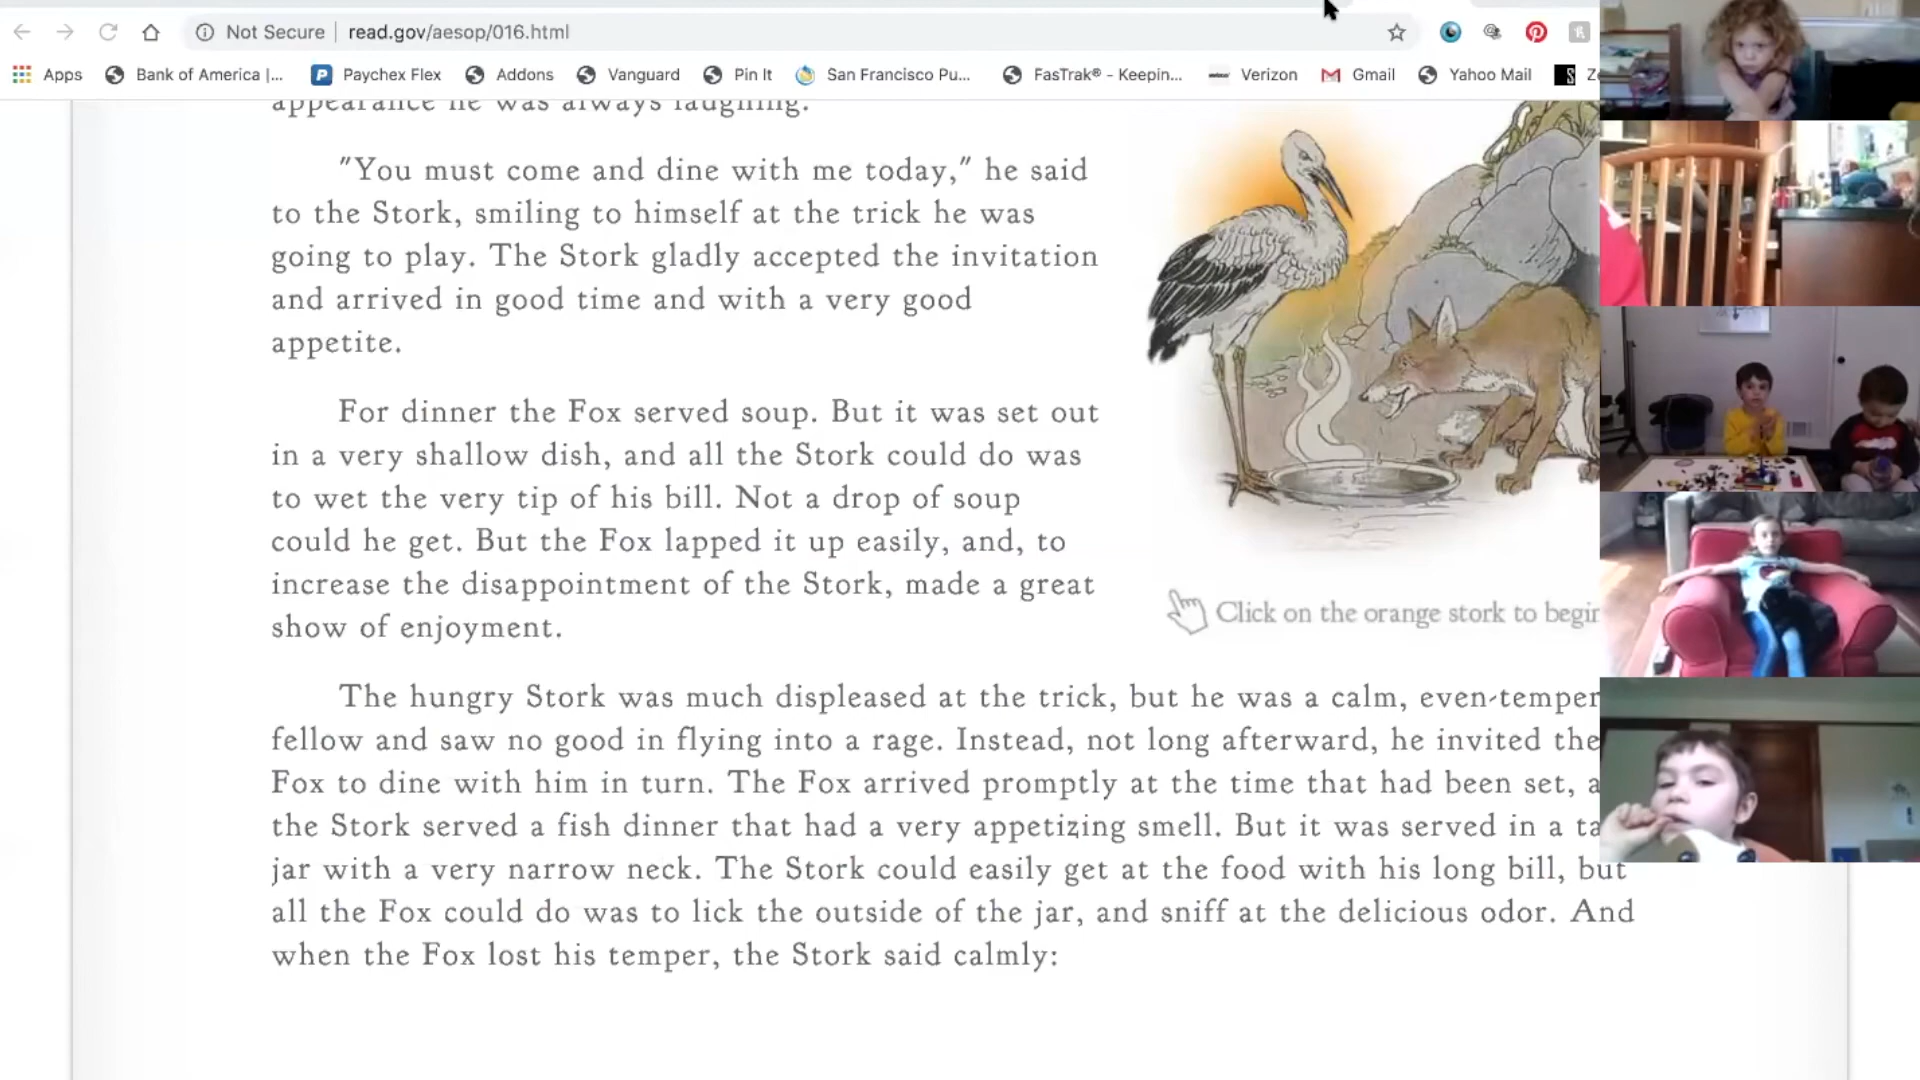 Not Secure read.gov/aesop/016.html
Apps Bank of America |... Paychex Flex Addons Vanguard Pin It San Francisco Pu... FasTrak® - Keepin... Verizon Gmail Yahoo Mail
appearance he was always laughing.
"You must come and dine with me today," he said
to the Stork, smiling to himself at the trick he was
going to play. The Stork gladly accepted the invitation
and arrived in good time and with a very good
appetite.
For dinner the Fox served soup. But it was set out
in a very shallow dish, and all the Stork could do was
to wet the very tip of his bill. Not a drop of soup
could he get. But the Fox lapped it up easily, and, to
increase the disappointment of the Stork, made a great
show of enjoyment.
Click on the orange stork to begin
The hungry Stork was much displeased at the trick, but he was a calm, even-temper
fellow and saw no good in flying into a rage. Instead, not long afterward, he invited the
Fox to dine with him in turn. The Fox arrived promptly at the time that had been set, a
the Stork served a fish dinner that had a very appetizing smell. But it was served in a ta
jar with a very narrow neck. The Stork could easily get at the food with his long bill, but
all the Fox could do was to lick the outside of the jar, and sniff at the delicious odor. And
when the Fox lost his temper, the Stork said calmly: